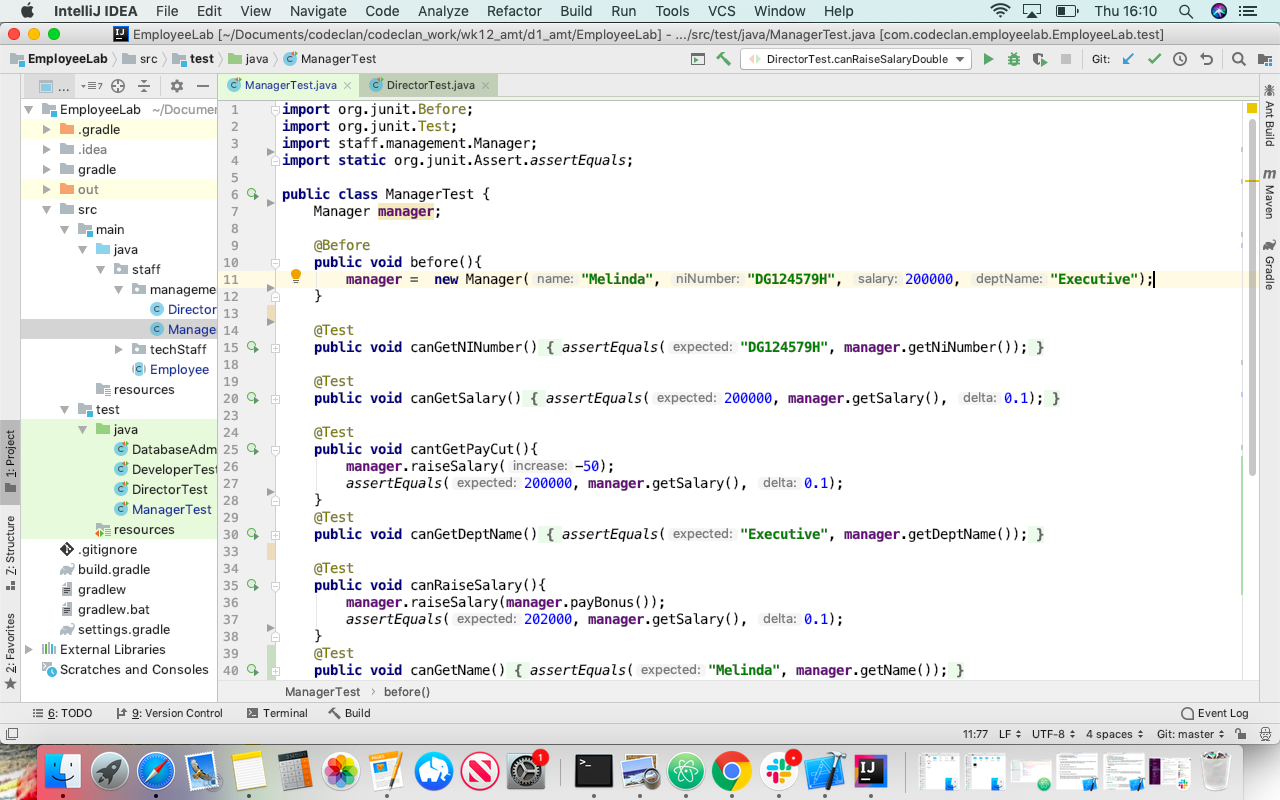 IntelliJ IDEA File Edit View Navigate Code Analyze Refactor Build Run Tools VCS Window Help Thu 16:10
EmployeeLab [~/Documents/codeclan/codeclan_work/wk12_amt/d1_amt/EmployeeLab] - .../src/test/java/ManagerTest.java [com.codeclan.employeelab.EmployeeLab.test]
EmployeeLab src test java ManagerTest DirectorTest.canRaiseSalaryDouble Git:
... ManagerTest.java DirectorTest.java
EmployeeLab ~/Documen
.gradle
.idea
gradle
out
src
main
java
staff
manageme
Director
Manage
techStaff
Employee
resources
test
java
DatabaseAdm
DeveloperTest
DirectorTest
ManagerTest
resources
.gitignore
build.gradle
gradlew
gradlew.bat
settings.gradle
External Libraries
Scratches and Consoles
1: Project
Z: Structure
2: Favorites
1 import org.junit.Before;
2 import org.junit.Test;
3 import staff.management.Manager;
4 import static org.junit.Assert.assertEquals;
5
6 public class ManagerTest {
7 Manager manager;
8
9 @Before
10 public void before(){
11 manager = new Manager( name: "Melinda", niNumber: "DG124579H", salary: 200000, deptName: "Executive");
12 }
13
14 @Test
15 public void canGetNINumber() { assertEquals( expected: "DG124579H", manager.getNiNumber()); }
18
19 @Test
20 public void canGetSalary() { assertEquals( expected: 200000, manager.getSalary(), delta: 0.1); }
23
24 @Test
25 public void cantGetPayCut(){
26 manager.raiseSalary( increase: -50);
27 assertEquals( expected: 200000, manager.getSalary(), delta: 0.1);
28 }
29 @Test
30 public void canGetDeptName() { assertEquals( expected: "Executive", manager.getDeptName()); }
33
34 @Test
35 public void canRaiseSalary(){
36 manager.raiseSalary(manager.payBonus());
37 assertEquals( expected: 202000, manager.getSalary(), delta: 0.1);
38 }
39 @Test
40 public void canGetName() { assertEquals( expected: "Melinda", manager.getName()); }
Ant Build
Maven
Gradle
ManagerTest before()
6: TODO 9: Version Control Terminal Build Event Log
11:77 LF UTF-8 4 spaces Git: master
1